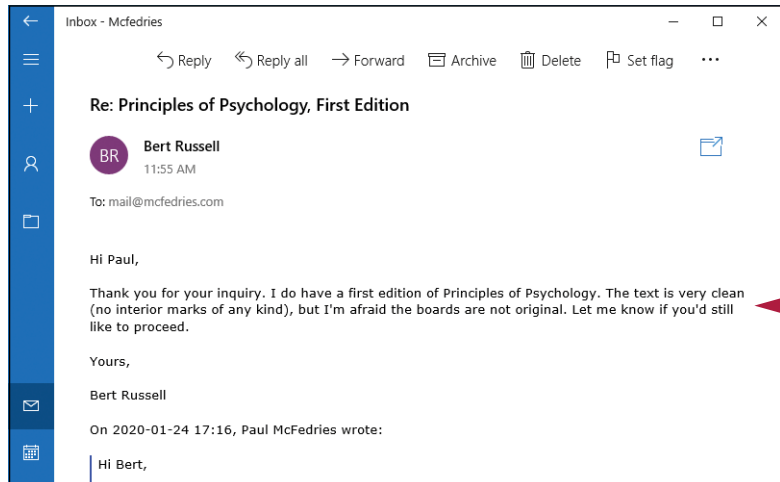 Inbox - Mcfedries
Reply Reply all Forward Archive Delete Set flag
Re: Principles of Psychology, First Edition
BR
Bert Russell
11:55 AM
To: mail@mcfedries.com
Hi Paul,
Thank you for your inquiry. I do have a first edition of Principles of Psychology. The text is very clean
(no interior marks of any kind), but I'm afraid the boards are not original. Let me know if you'd still
like to proceed.
Yours,
Bert Russell
On 2020-01-24 17:16, Paul McFedries wrote:
Hi Bert,